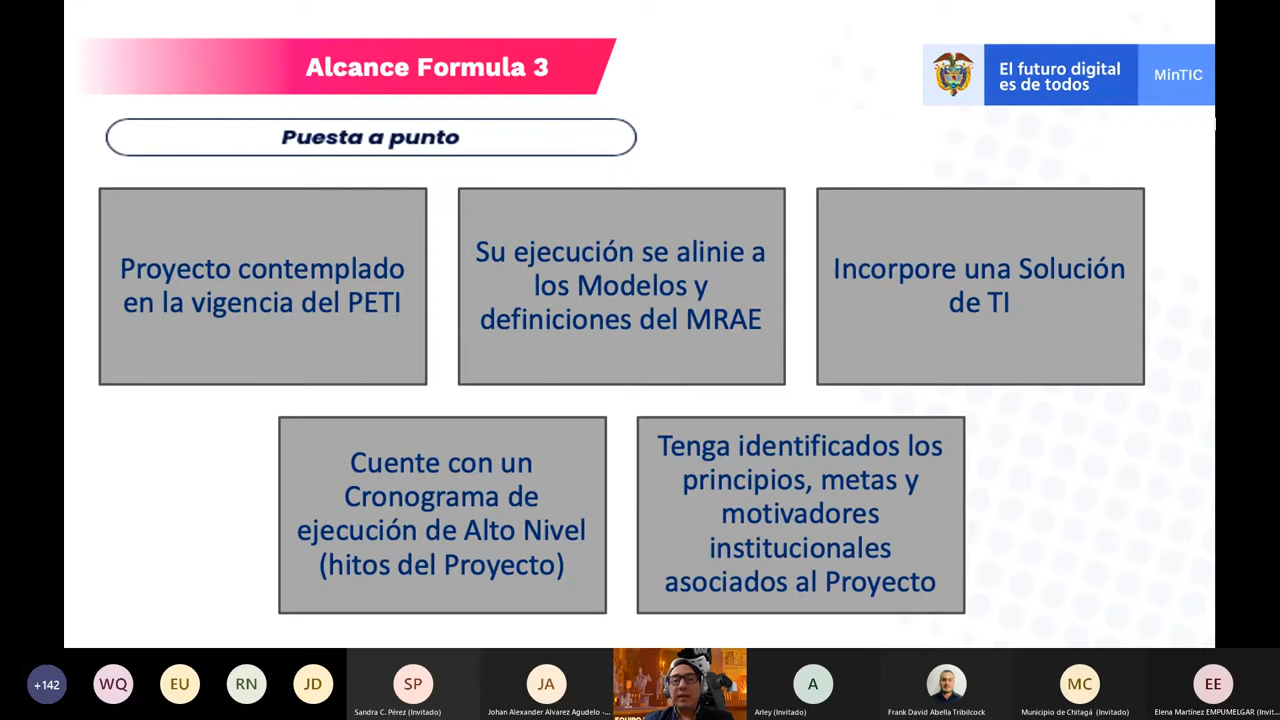 Alcance Formula 3
El futuro digital
es de todos
MinTIC
Puesta a punto
Proyecto contemplado
en la vigencia del PETI
Su ejecución se alinie a
los Modelos y
definiciones del MRAE
Incorpore una Solución
de TI
Cuente con un
Cronograma de
ejecución de Alto Nivel
(hitos del Proyecto)
Tenga identificados los
principios, metas y
motivadores
institucionales
asociados al Proyecto
+142
WQ
EU
RN
JD
SP
JA
A
MC
EE
Sandra C. Pérez (Invitado)
Johan Alexander Alvarez Agudelo -...
EQUIPO
Arley (Invitado)
Frank David Abella Tribilcock
Municipio de Chitagá (Invitado)
Elena Martínez EMPUMELGAR (Invit...